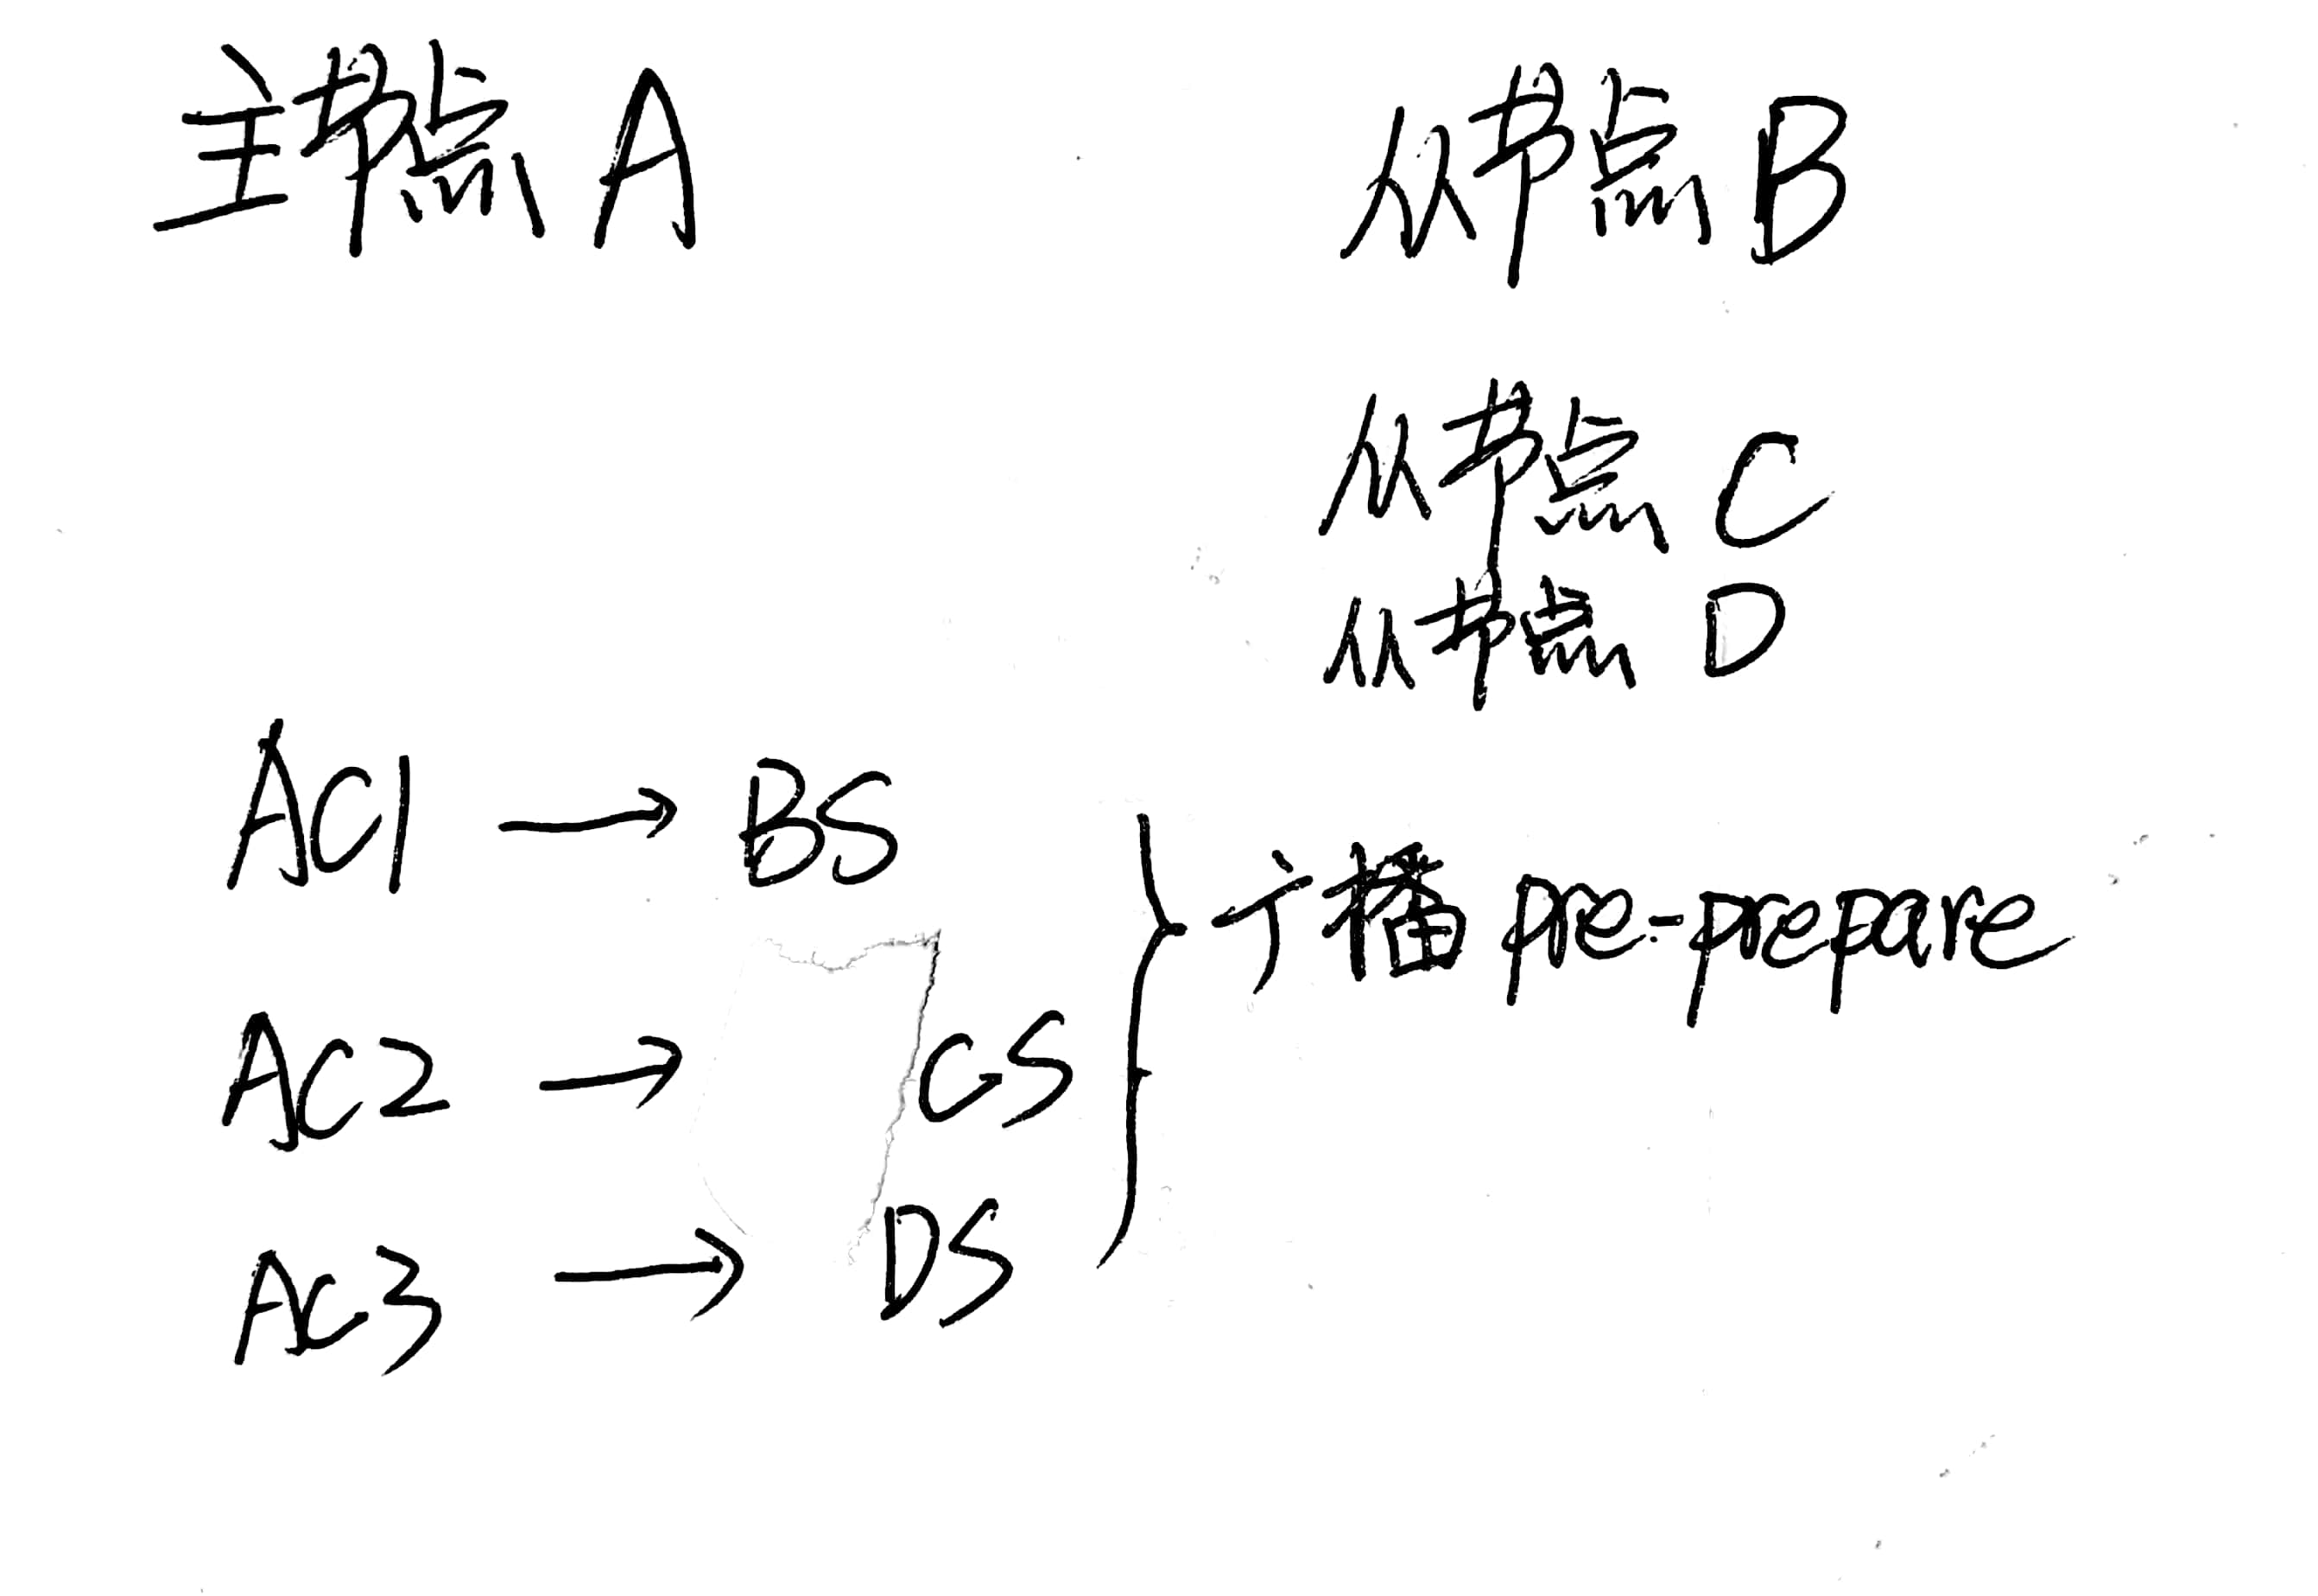 主节点 A
从节点 B
从节点 C
从节点 D
AC1 → BS
AC2 → CS
AC3 → DS
广播 pre-prepare